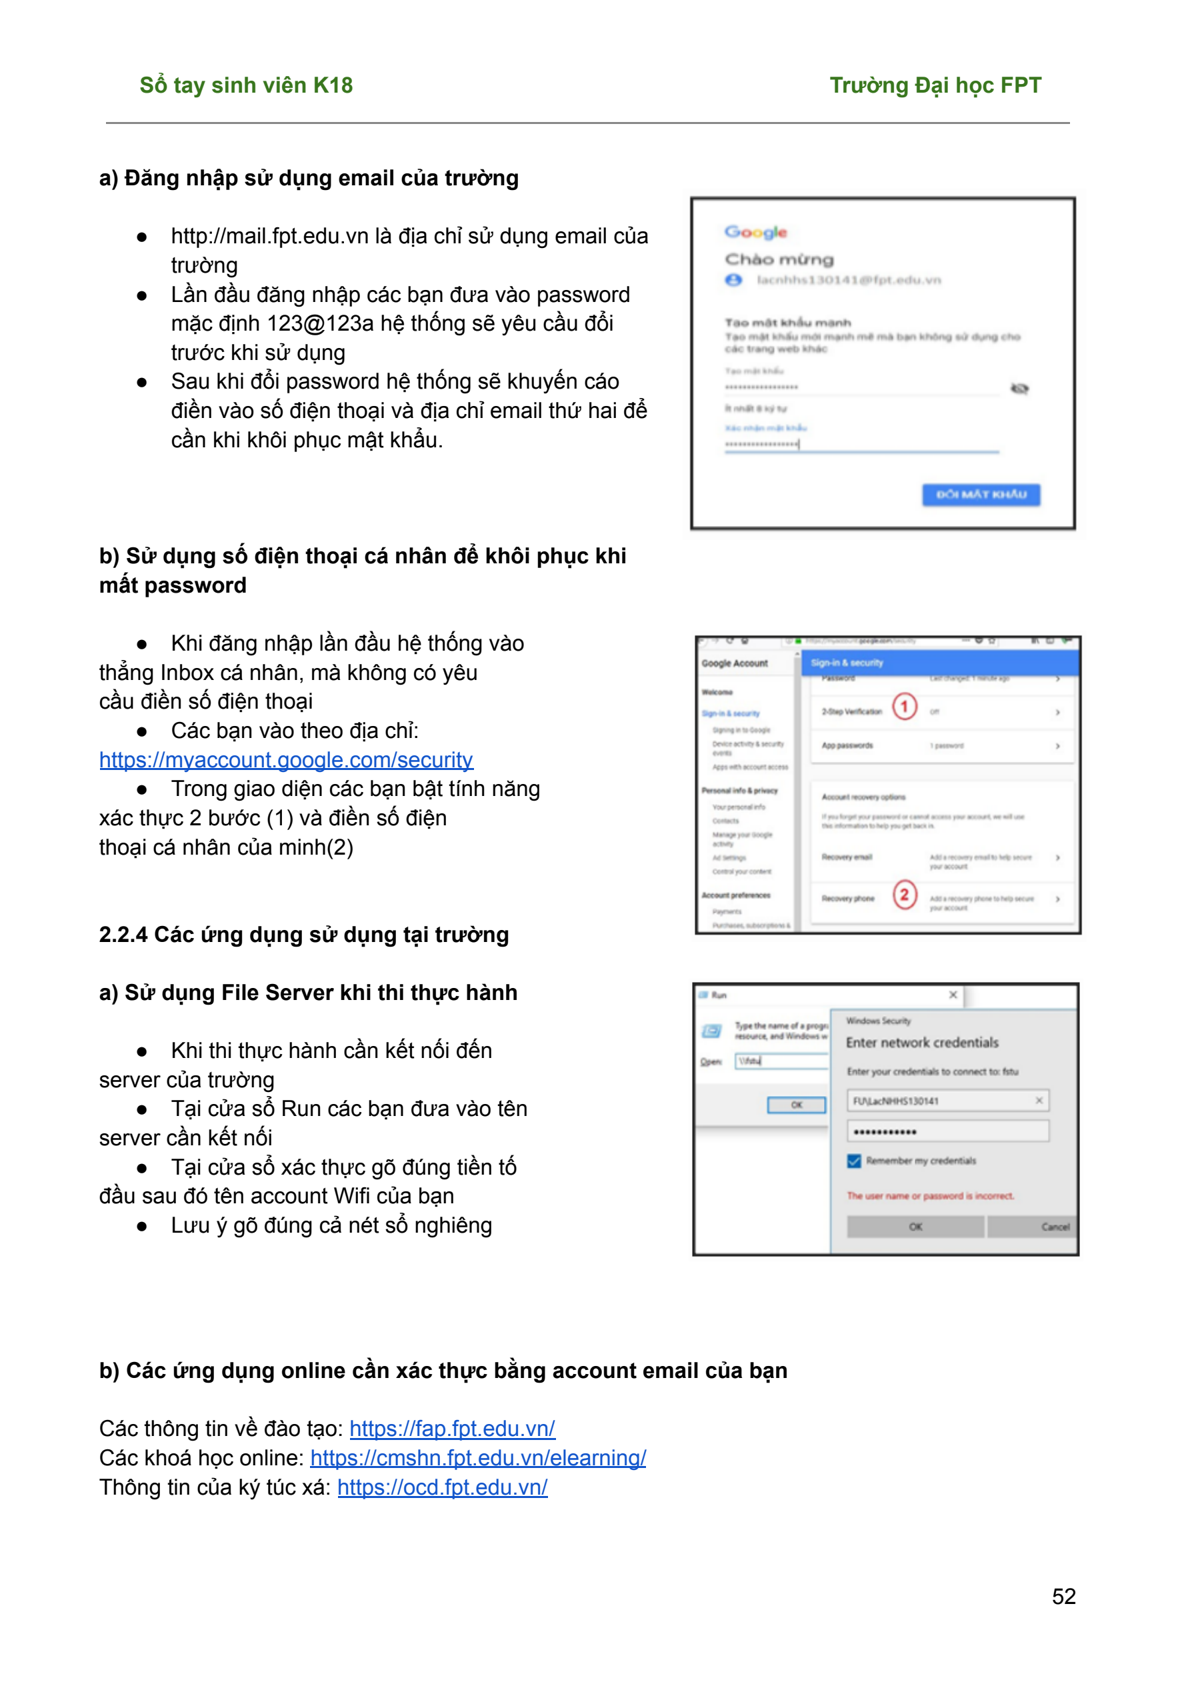 Sổ tay sinh viên K18
Trường Đại học FPT
a) Đăng nhập sử dụng email của trường
● http://mail.fpt.edu.vn là địa chỉ sử dụng email của
trường
● Lần đầu đăng nhập các bạn đưa vào password
mặc định 123@123a hệ thống sẽ yêu cầu đổi
trước khi sử dụng
● Sau khi đổi password hệ thống sẽ khuyến cáo
điền vào số điện thoại và địa chỉ email thứ hai để
cần khi khôi phục mật khẩu.
Google
Chào mừng
lacnhhs130141@fpt.edu.vn
Tạo mật khẩu mạnh
Tạo mật khẩu mới mạnh mẽ mà bạn không sử dụng cho
các trang web khác
Tạo mật khẩu
Ít nhất 8 ký tự
Xác nhận mật khẩu
ĐỔI MẬT KHẨU
b) Sử dụng số điện thoại cá nhân để khôi phục khi
mất password
● Khi đăng nhập lần đầu hệ thống vào
thẳng Inbox cá nhân, mà không có yêu
cầu điền số điện thoại
● Các bạn vào theo địa chỉ:
https://myaccount.google.com/security
● Trong giao diện các bạn bật tính năng
xác thực 2 bước (1) và điền số điện
thoại cá nhân của minh(2)
Google Account
Welcome
Sign-in & security
Signing in to Google
Device activity & security
events
Apps with account access
Personal info & privacy
Your personal info
Contacts
Manage your Google
activity
Ad Settings
Control your content
Account preferences
Payments
Purchases, subscriptions &
Sign-in & security
Password Last changed: 1 minute ago
2-Step Verification 1 Off
App passwords 1 password
Account recovery options
If you forget your password or cannot access your account, we will use
this information to help you get back in.
Recovery email Add a recovery email to help secure
your account
Recovery phone 2 Add a recovery phone to help secure
your account
2.2.4 Các ứng dụng sử dụng tại trường
a) Sử dụng File Server khi thi thực hành
● Khi thi thực hành cần kết nối đến
server của trường
● Tại cửa sổ Run các bạn đưa vào tên
server cần kết nối
● Tại cửa sổ xác thực gõ đúng tiền tố
đầu sau đó tên account Wifi của bạn
● Lưu ý gõ đúng cả nét sổ nghiêng
Run
Type the name of a progr
resource, and Windows w
Open: \\fstu
OK
Windows Security
Enter network credentials
Enter your credentials to connect to: fstu
FU\LacNHHS130141
Remember my credentials
The user name or password is incorrect.
OK
Cancel
b) Các ứng dụng online cần xác thực bằng account email của bạn
Các thông tin về đào tạo: https://fap.fpt.edu.vn/
Các khoá học online: https://cmshn.fpt.edu.vn/elearning/
Thông tin của ký túc xá: https://ocd.fpt.edu.vn/
52